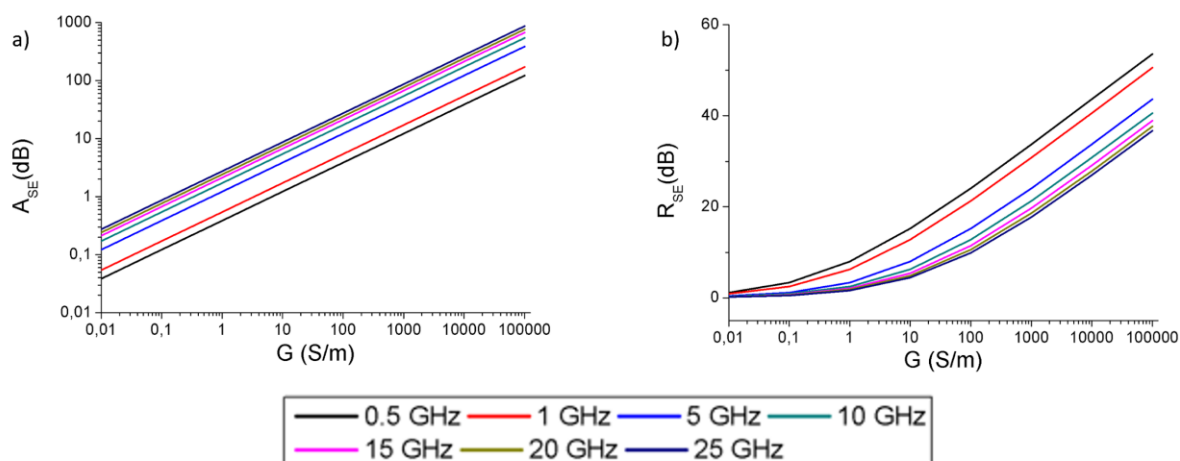 a)
1000
100
10
1
0,1
0,01
A_SE(dB)
0,01 0,1 1 10 100 1000 10000 100000
G (S/m)
b)
60
40
20
0
R_SE(dB)
0,01 0,1 1 10 100 1000 10000 100000
G (S/m)
0.5 GHz 1 GHz 5 GHz 10 GHz
15 GHz 20 GHz 25 GHz